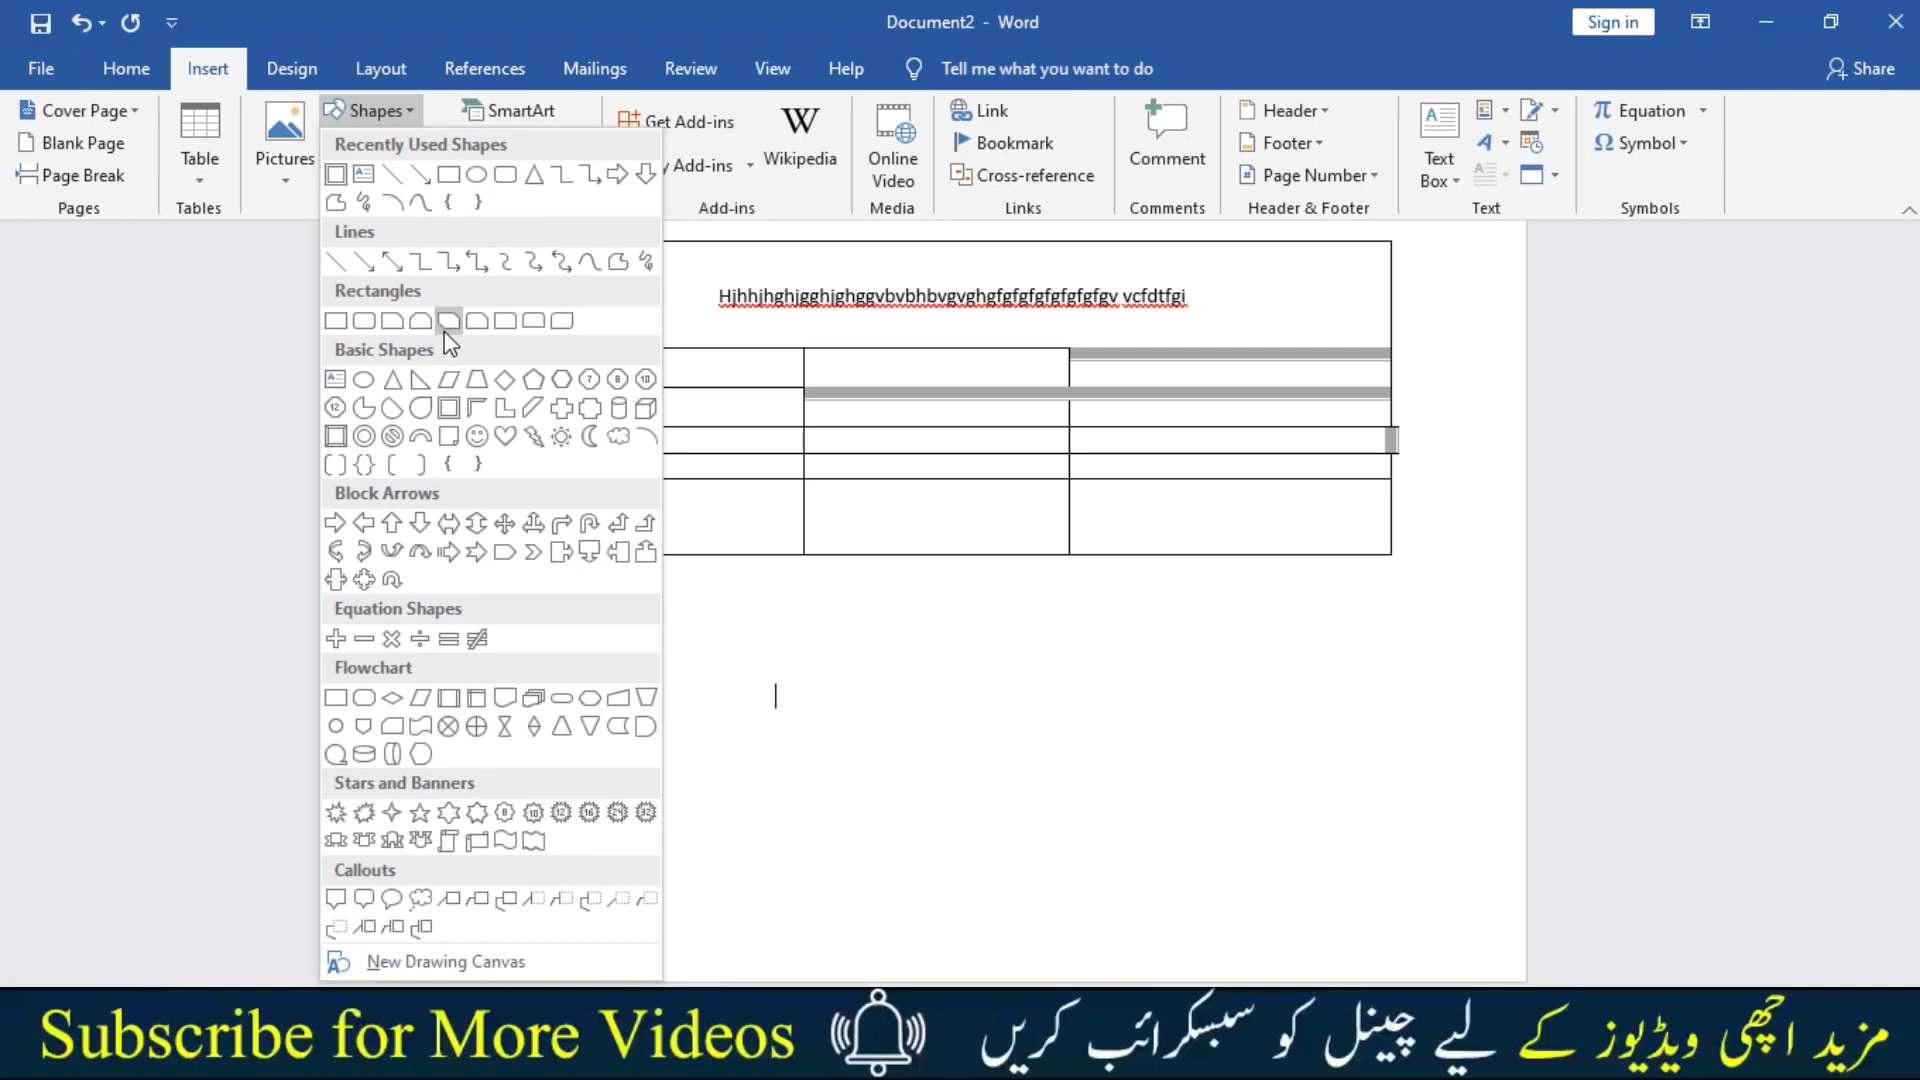 Document2 - Word
Sign in
File Home Insert Design Layout References Mailings Review View Help Tell me what you want to do Share
Cover Page
Blank Page
Page Break
Pages
Table
Tables
Pictures
Shapes
SmartArt
Get Add-ins
y Add-ins
Add-ins
W
Wikipedia
Online
Video
Media
Link
Bookmark
Cross-reference
Links
Comment
Comments
Header
Footer
Page Number
Header & Footer
Text
Box
Text
Equation
Symbol
Symbols
Recently Used Shapes
Lines
Rectangles
Basic Shapes
Block Arrows
Equation Shapes
Flowchart
Stars and Banners
Callouts
New Drawing Canvas
Subscribe for More Videos
مزید اچھی ویڈیوز کے لیے چینل کو سبسکرائب کریں